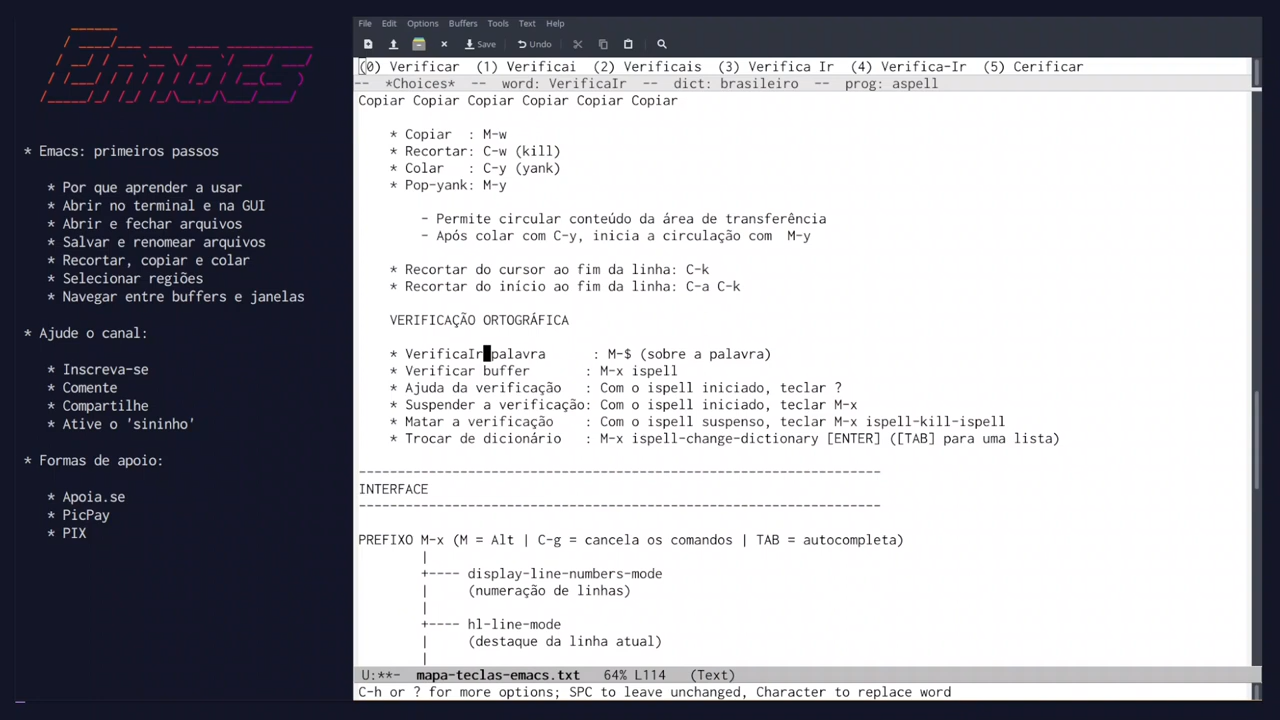 Emacs
* Emacs: primeiros passos
* Por que aprender a usar
* Abrir no terminal e na GUI
* Abrir e fechar arquivos
* Salvar e renomear arquivos
* Recortar, copiar e colar
* Selecionar regiões
* Navegar entre buffers e janelas
* Ajude o canal:
* Inscreva-se
* Comente
* Compartilhe
* Ative o 'sininho'
* Formas de apoio:
* Apoia.se
* PicPay
* PIX
File Edit Options Buffers Tools Text Help
Save Undo
(0) Verificar (1) Verificai (2) Verificais (3) Verifica Ir (4) Verifica-Ir (5) Cerificar
-- *Choices* -- word: VerificaIr -- dict: brasileiro -- prog: aspell
Copiar Copiar Copiar Copiar Copiar Copiar
* Copiar : M-w
* Recortar: C-w (kill)
* Colar : C-y (yank)
* Pop-yank: M-y
- Permite circular conteúdo da área de transferência
- Após colar com C-y, inicia a circulação com M-y
* Recortar do cursor ao fim da linha: C-k
* Recortar do início ao fim da linha: C-a C-k
VERIFICAÇÃO ORTOGRÁFICA
* VerificaIr palavra : M-$ (sobre a palavra)
* Verificar buffer : M-x ispell
* Ajuda da verificação : Com o ispell iniciado, teclar ?
* Suspender a verificação: Com o ispell iniciado, teclar M-x
* Matar a verificação : Com o ispell suspenso, teclar M-x ispell-kill-ispell
* Trocar de dicionário : M-x ispell-change-dictionary [ENTER] ([TAB] para uma lista)
-------------------------------------------------------------------
INTERFACE
-------------------------------------------------------------------
PREFIXO M-x (M = Alt | C-g = cancela os comandos | TAB = autocompleta)
|
+---- display-line-numbers-mode
| (numeração de linhas)
|
+---- hl-line-mode
| (destaque da linha atual)
|
U:**- mapa-teclas-emacs.txt 64% L114 (Text)
C-h or ? for more options; SPC to leave unchanged, Character to replace word